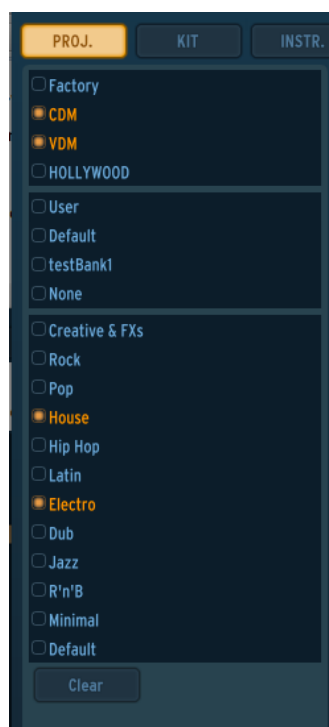 PROJ. KIT INSTR.
Factory
CDM
VDM
HOLLYWOOD
User
Default
testBank1
None
Creative & FXs
Rock
Pop
House
Hip Hop
Latin
Electro
Dub
Jazz
R'n'B
Minimal
Default
Clear